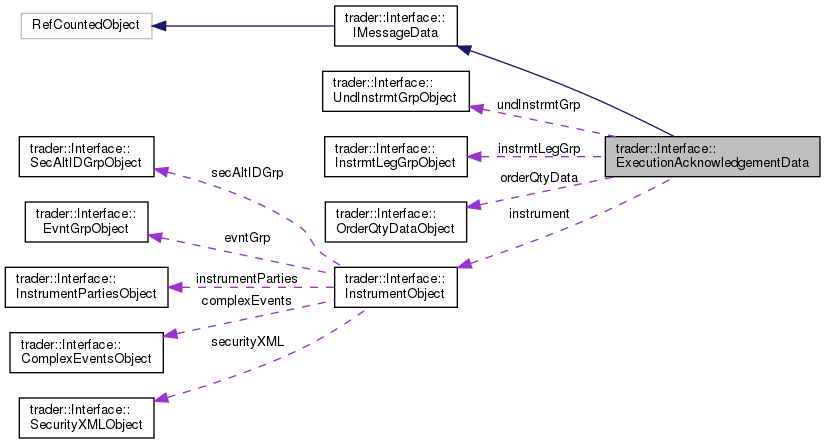 RefCountedObject
trader::Interface::
IMessageData
trader::Interface::
UndInstrmtGrpObject
undInstrmtGrp
trader::Interface::
SecAltIDGrpObject
trader::Interface::
InstrmtLegGrpObject
instrmtLegGrp
trader::Interface::
ExecutionAcknowledgementData
secAltIDGrp
orderQtyData
trader::Interface::
EvntGrpObject
trader::Interface::
OrderQtyDataObject
instrument
evntGrp
trader::Interface::
InstrumentPartiesObject
instrumentParties
trader::Interface::
InstrumentObject
complexEvents
trader::Interface::
ComplexEventsObject
securityXML
trader::Interface::
SecurityXMLObject